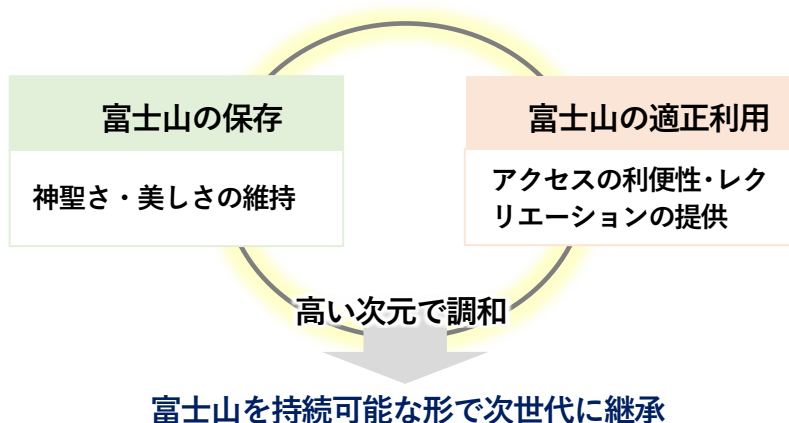 富士山の保存
神聖さ・美しさの維持
富士山の適正利用
アクセスの利便性・レク
リエーションの提供
高い次元で調和
富士山を持続可能な形で次世代に継承